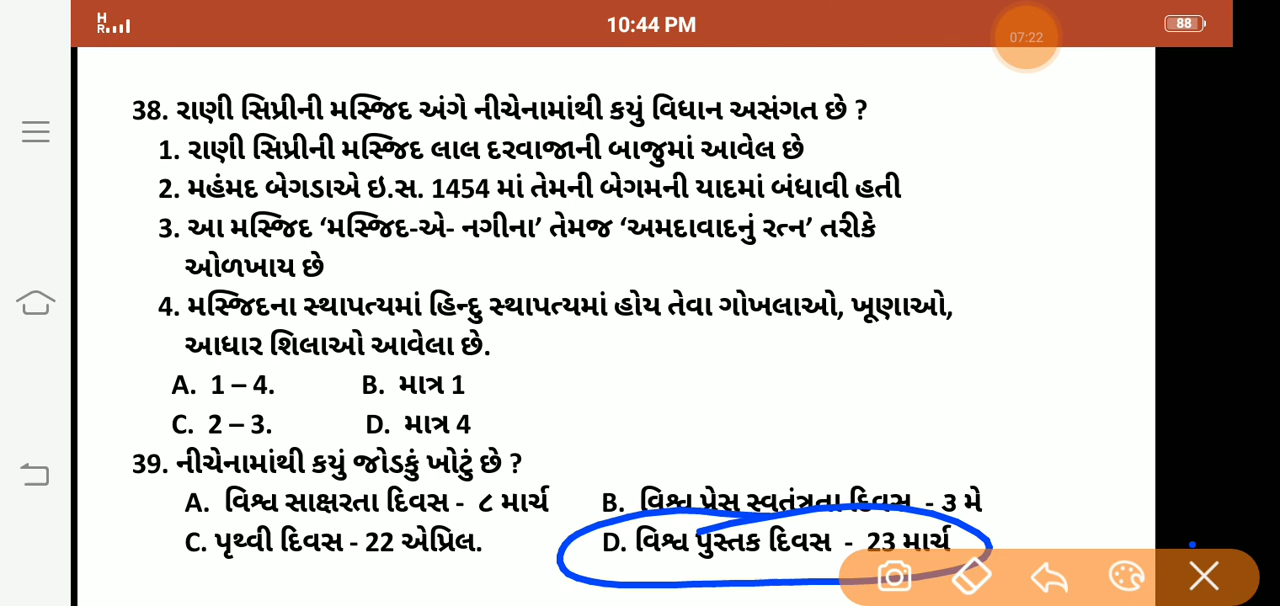 H
R
10:44 PM
07:22
88
38. રાણી સિપ્રીની મસ્જિદ અંગે નીચેનામાંથી કયું વિધાન અસંગત છે ?
1. રાણી સિપ્રીની મસ્જિદ લાલ દરવાજાની બાજુમાં આવેલ છે
2. મહંમદ બેગડાએ ઇ.સ. 1454 માં તેમની બેગમની યાદમાં બંધાવી હતી
3. આ મસ્જિદ ‘મસ્જિદ-એ- નગીના’ તેમજ ‘અમદાવાદનું રત્ન’ તરીકે
ઓળખાય છે
4. મસ્જિદના સ્થાપત્યમાં હિન્દુ સ્થાપત્યમાં હોય તેવા ગોખલાઓ, ખૂણાઓ,
આધાર શિલાઓ આવેલા છે.
A. 1 – 4. B. માત્ર 1
C. 2 – 3. D. માત્ર 4
39. નીચેનામાંથી કયું જોડકું ખોટું છે ?
A. વિશ્વ સાક્ષરતા દિવસ - ૮ માર્ચ B. વિશ્વ પ્રેસ સ્વતંત્રતા દિવસ - 3 મે
C. પૃથ્વી દિવસ - 22 એપ્રિલ. D. વિશ્વ પુસ્તક દિવસ - 23 માર્ચ